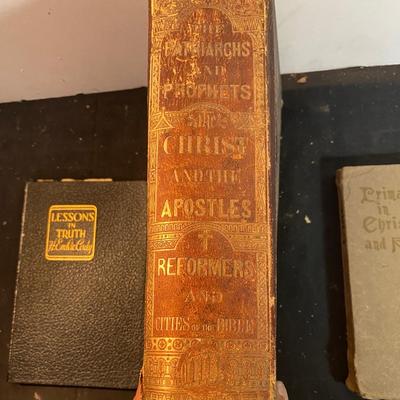 THE
PATRIARCHS
AND
PROPHETS
CHRIST
AND THE
APOSTLES
REFORMERS
AND
CITIES OF THE BIBLE
LESSONS
IN
TRUTH
H. Emilie Cady
in
and